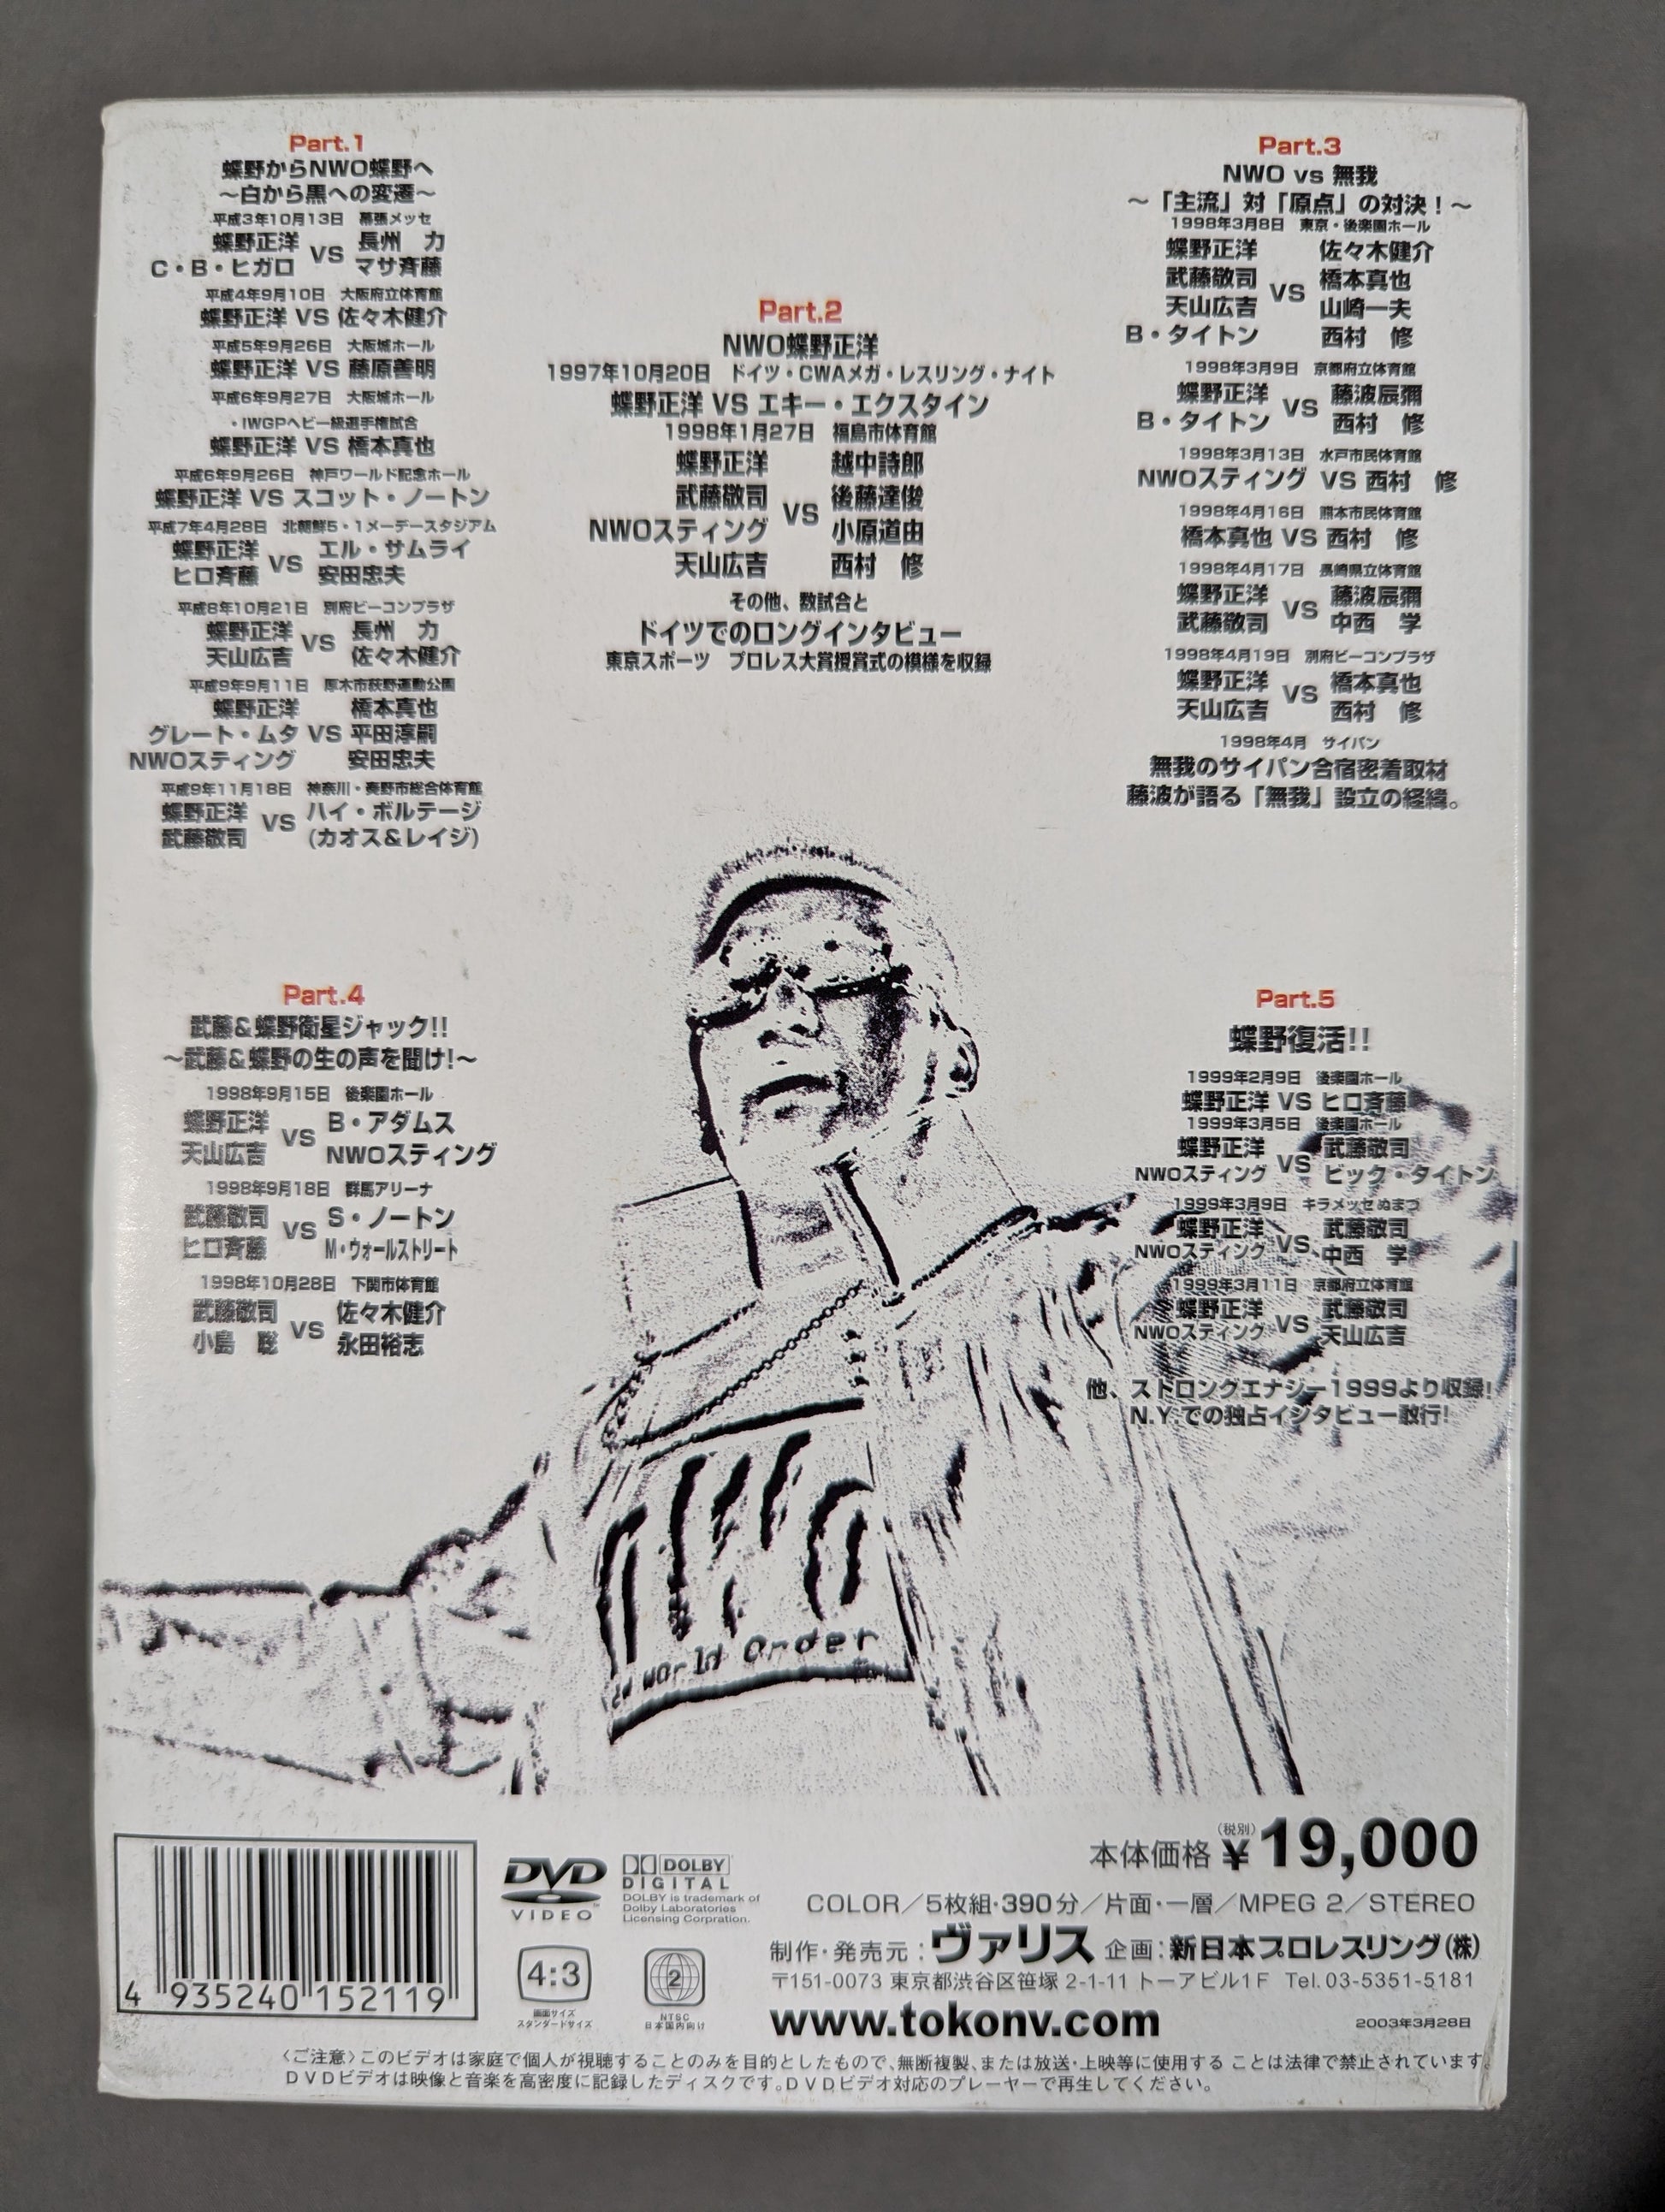 Part.1
蝶野からNWO蝶野へ
～白から黒への変遷～
平成3年10月13日 幕張メッセ
蝶野正洋 VS 長州 力
C・B・ヒガロ マサ斉藤
平成4年9月10日 大阪府立体育館
蝶野正洋 VS 佐々木健介
平成5年9月26日 大阪城ホール
蝶野正洋 VS 藤原善明
平成6年9月27日 大阪城ホール
・IWGPヘビー級選手権試合
蝶野正洋 VS 橋本真也
平成6年9月26日 神戸ワールド記念ホール
蝶野正洋 VS スコット・ノートン
平成7年4月28日 北朝鮮5・1メーデースタジアム
蝶野正洋 VS エル・サムライ
ヒロ斉藤 安田忠夫
平成8年10月21日 別府ビーコンプラザ
蝶野正洋 VS 長州 力
天山広吉 佐々木健介
平成9年9月11日 厚木市荻野運動公園
蝶野正洋 橋本真也
グレート・ムタ VS 平田淳嗣
NWOスティング 安田忠夫
平成9年11月18日 神奈川・秦野市総合体育館
蝶野正洋 VS ハイ・ボルテージ
武藤敬司 (カオス＆レイジ)
Part.2
NWO蝶野正洋
1997年10月20日 ドイツ・CWAメガ・レスリング・ナイト
蝶野正洋 VS エキー・エクスタイン
1998年1月27日 福島市体育館
蝶野正洋 越中詩郎
武藤敬司 VS 後藤達俊
NWOスティング 小原道由
天山広吉 西村 修
その他、数試合と
ドイツでのロングインタビュー
東京スポーツ プロレス大賞授賞式の模様を収録
Part.3
NWO vs 無我
～「主流」対「原点」の対決！～
1998年3月8日 東京・後楽園ホール
蝶野正洋 佐々木健介
武藤敬司 VS 橋本真也
天山広吉 山崎一夫
B・タイトン 西村 修
1998年3月9日 京都府立体育館
蝶野正洋 VS 藤波辰爾
B・タイトン 西村 修
1998年3月13日 水戸市民体育館
NWOスティング VS 西村 修
1998年4月16日 熊本市民体育館
橋本真也 VS 西村 修
1998年4月17日 長崎県立体育館
蝶野正洋 VS 藤波辰爾
武藤敬司 中西 学
1998年4月19日 別府ビーコンプラザ
蝶野正洋 VS 橋本真也
天山広吉 西村 修
1998年4月 サイパン
無我のサイパン合宿密着取材
藤波が語る「無我」設立の経緯。
Part.4
武藤＆蝶野衛星ジャック!!
～武藤＆蝶野の生の声を聞け!～
1998年9月15日 後楽園ホール
蝶野正洋 VS B・アダムス
天山広吉 NWOスティング
1998年9月18日 群馬アリーナ
武藤敬司 VS S・ノートン
ヒロ斉藤 M・ウォールストリート
1998年10月28日 下関市体育館
武藤敬司 VS 佐々木健介
小島 聡 永田裕志
Part.5
蝶野復活!!
1999年2月9日 後楽園ホール
蝶野正洋 VS ヒロ斉藤
1999年3月5日 後楽園ホール
蝶野正洋 VS 武藤敬司
NWOスティング ビック・タイトン
1999年3月9日 キラメッセぬまづ
蝶野正洋 VS 武藤敬司
NWOスティング 中西 学
1999年3月11日 京都府立体育館
蝶野正洋 VS 武藤敬司
NWOスティング 天山広吉
他、ストロングエナジー1999より収録!
N.Y.での独占インタビュー敢行!
World Order
本体価格 (税別) ¥19,000
COLOR／5枚組・390分／片面・一層／MPEG 2／STEREO
制作・発売元：ヴァリス 企画：新日本プロレスリング(株)
〒151-0073 東京都渋谷区笹塚 2-1-11 トーアビル1F Tel.03-5351-5181
www.tokonv.com
2003年3月28日
4 935240 152119
DVD
VIDEO
DOLBY
DIGITAL
DOLBY is trademark of
Dolby Laboratories
Licensing Corpration.
4:3
画面サイズ
スタンダードサイズ
2
NTSC
日本国内向け
〈ご注意〉このビデオは家庭で個人が視聴することのみを目的としたもので、無断複製、または放送・上映等に使用する ことは法律で禁止されています。
DVDビデオは映像と音楽を高密度に記録したディスクです。DVDビデオ対応のプレーヤーで再生してください。